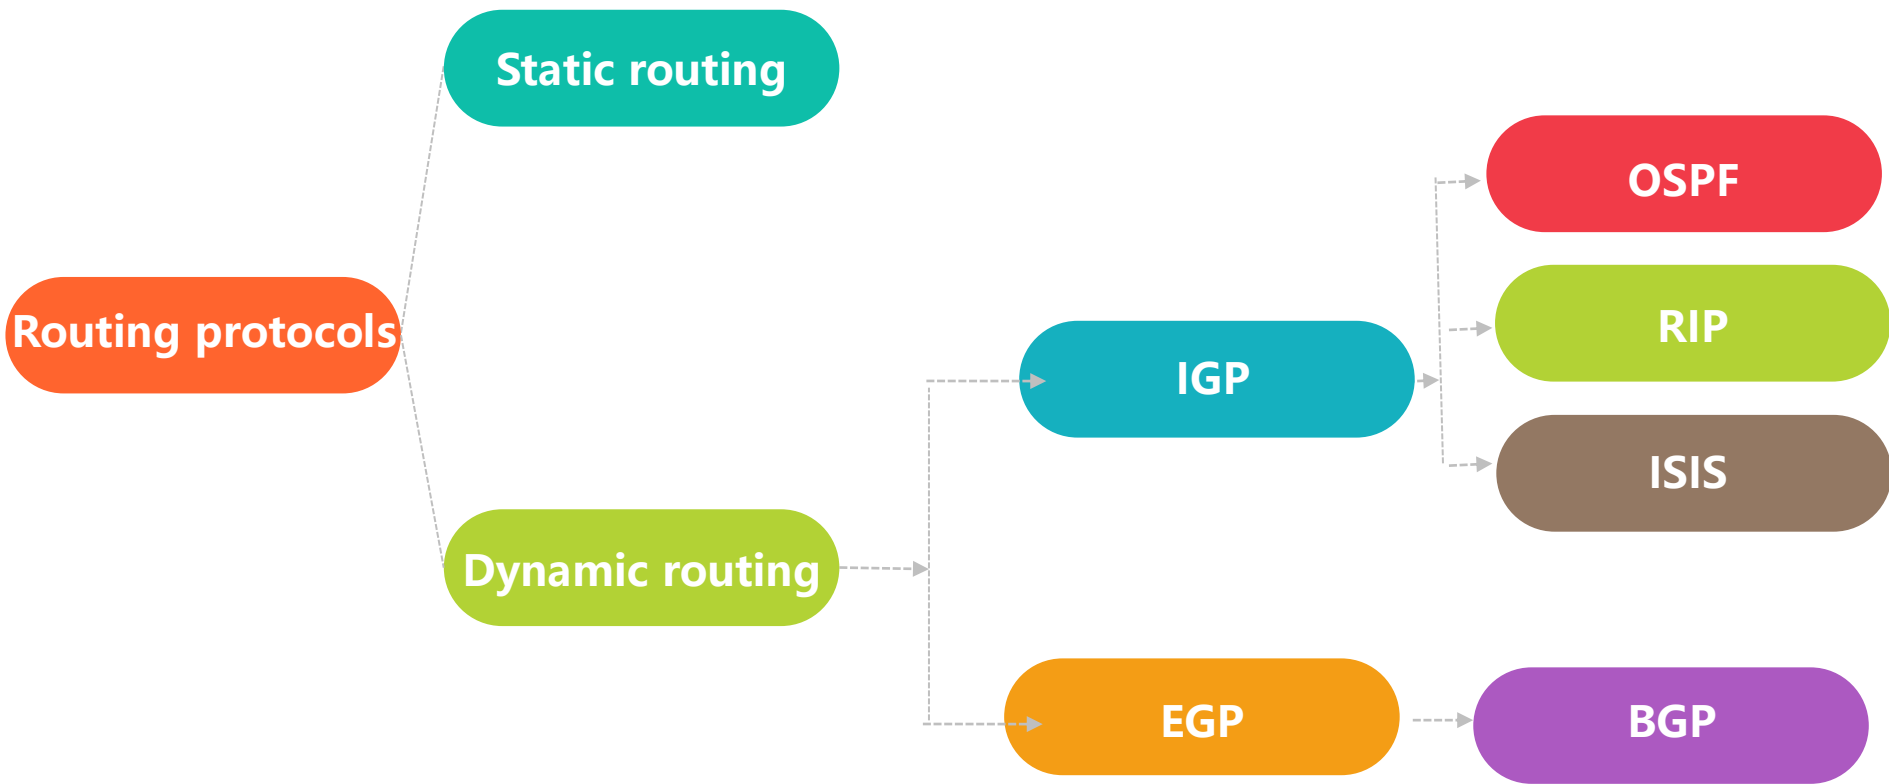 Static routing
OSPF
Routing protocols
RIP
IGP
ISIS
Dynamic routing
EGP
BGP